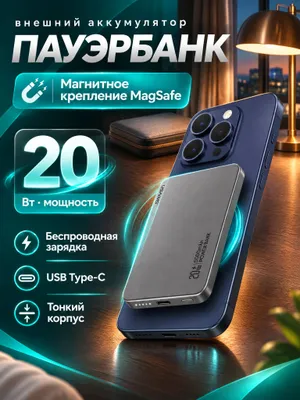 внешний аккумулятор
ПАУЭРБАНК
Магнитное
крепление MagSafe
20
Вт · мощность
Беспроводная
зарядка
USB Type-C
Тонкий
корпус